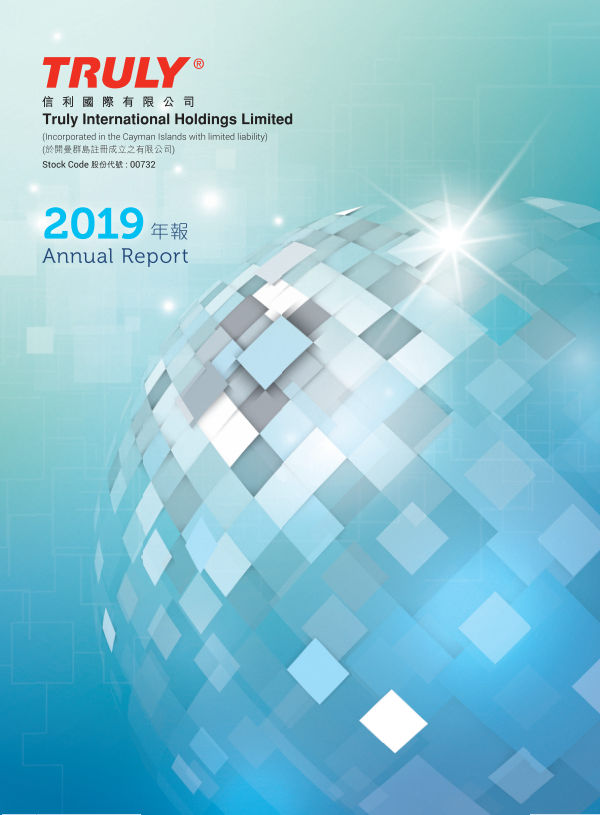 TRULY®
信利國際有限公司
Truly International Holdings Limited
(Incorporated in the Cayman Islands with limited liability)
(於開曼群島註冊成立之有限公司)
Stock Code 股份代號 : 00732
2019 年報
Annual Report